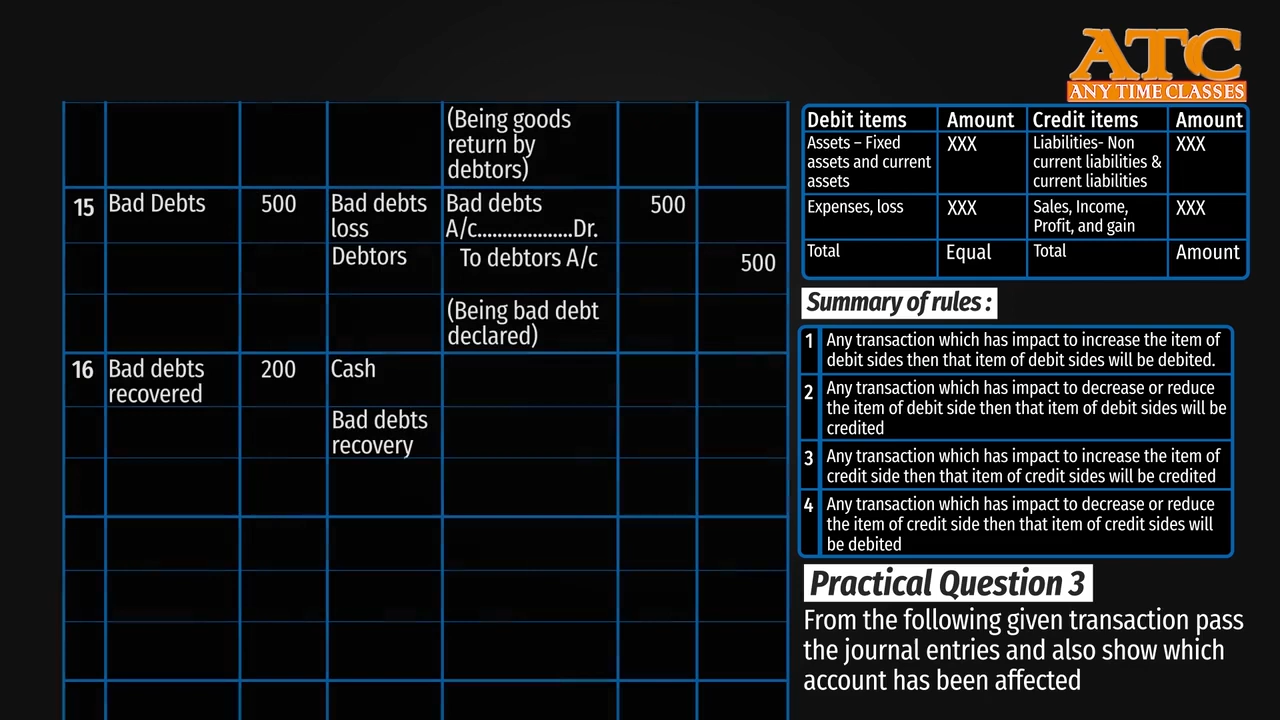 ATC
ANY TIME CLASSES
(Being goods
return by
debtors)
15 Bad Debts 500 Bad debts Bad debts 500
loss A/c...................Dr.
Debtors To debtors A/c 500
(Being bad debt
declared)
16 Bad debts 200 Cash
recovered
Bad debts
recovery
Debit items Amount Credit items Amount
Assets – Fixed XXX Liabilities- Non XXX
assets and current current liabilities &
assets current liabilities
Expenses, loss XXX Sales, Income, XXX
Profit, and gain
Total Equal Total Amount
Summary of rules :
1 Any transaction which has impact to increase the item of
debit sides then that item of debit sides will be debited.
2 Any transaction which has impact to decrease or reduce
the item of debit side then that item of debit sides will be
credited
3 Any transaction which has impact to increase the item of
credit side then that item of credit sides will be credited
4 Any transaction which has impact to decrease or reduce
the item of credit side then that item of credit sides will
be debited
Practical Question 3
From the following given transaction pass
the journal entries and also show which
account has been affected